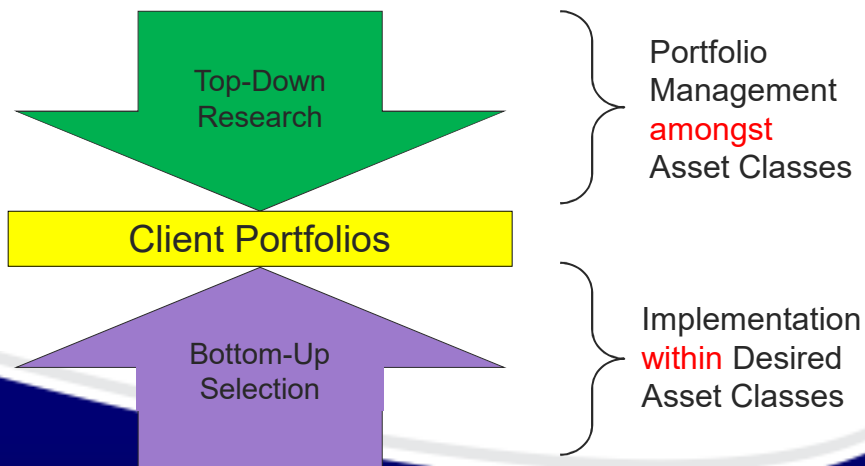 Top-Down
Research
Portfolio
Management
amongst
Asset Classes
Client Portfolios
Bottom-Up
Selection
Implementation
within Desired
Asset Classes